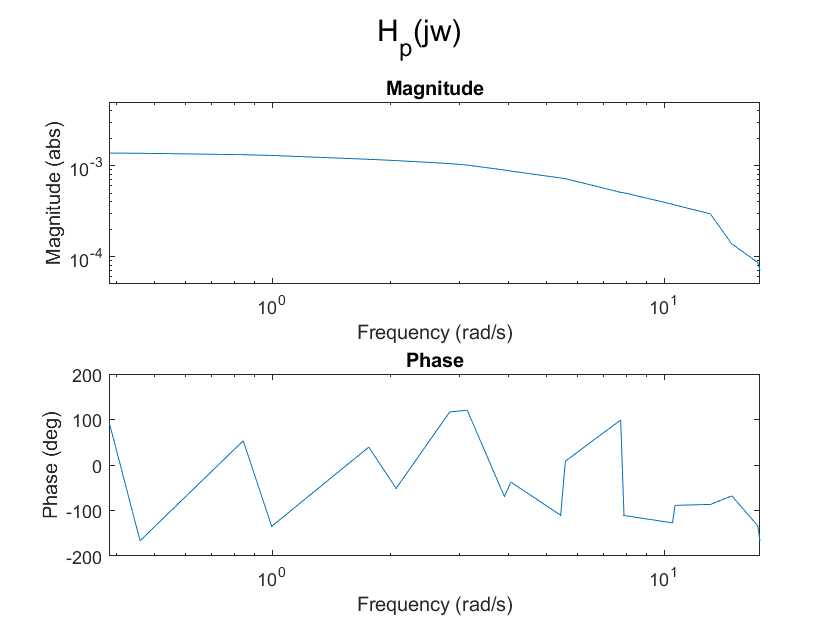 H_p(jw)
Magnitude
Magnitude (abs)
10^-3
10^-4
10^0
10^1
Frequency (rad/s)
Phase
Phase (deg)
200
100
0
-100
-200
10^0
10^1
Frequency (rad/s)